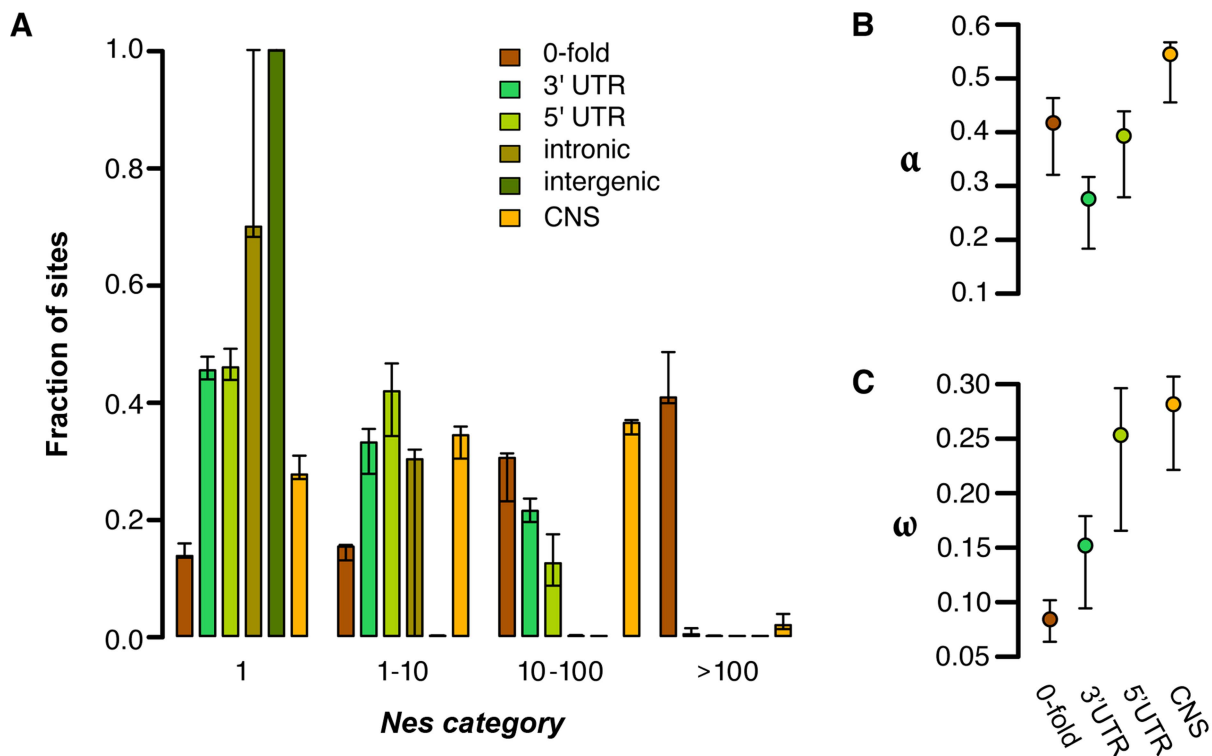 A
1.0
0.8
0.6
0.4
0.2
0.0
Fraction of sites
0-fold
3' UTR
5' UTR
intronic
intergenic
CNS
1
1-10
10-100
>100
Nes category
B
0.6
0.5
0.4
0.3
0.2
0.1
α
C
0.30
0.25
0.20
0.15
0.10
0.05
ω
0-fold
3'UTR
5'UTR
CNS